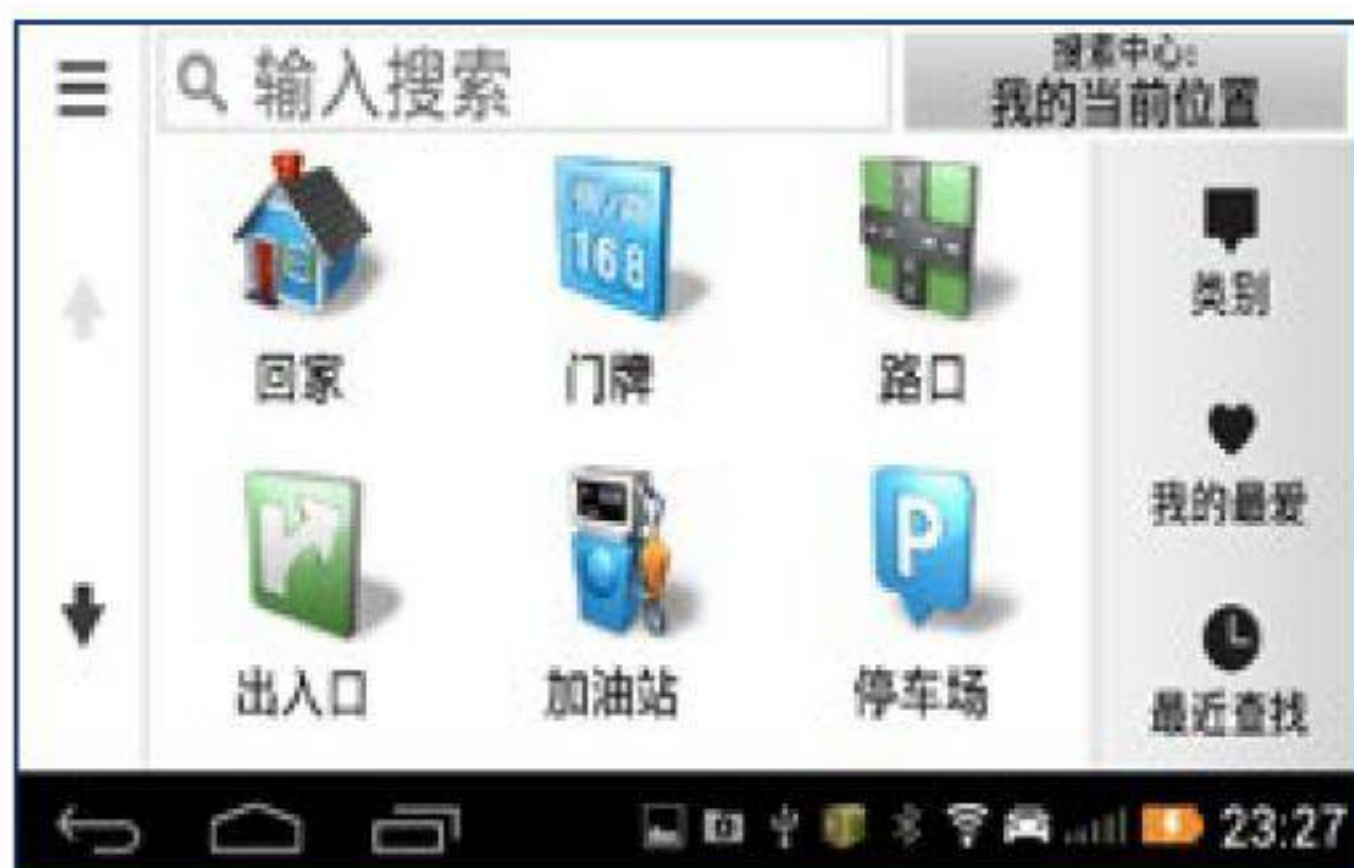 输入搜索
搜索中心:
我的当前位置
168
回家
门牌
路口
类别
我的最爱
P
出入口
加油站
停车场
最近查找
23:27